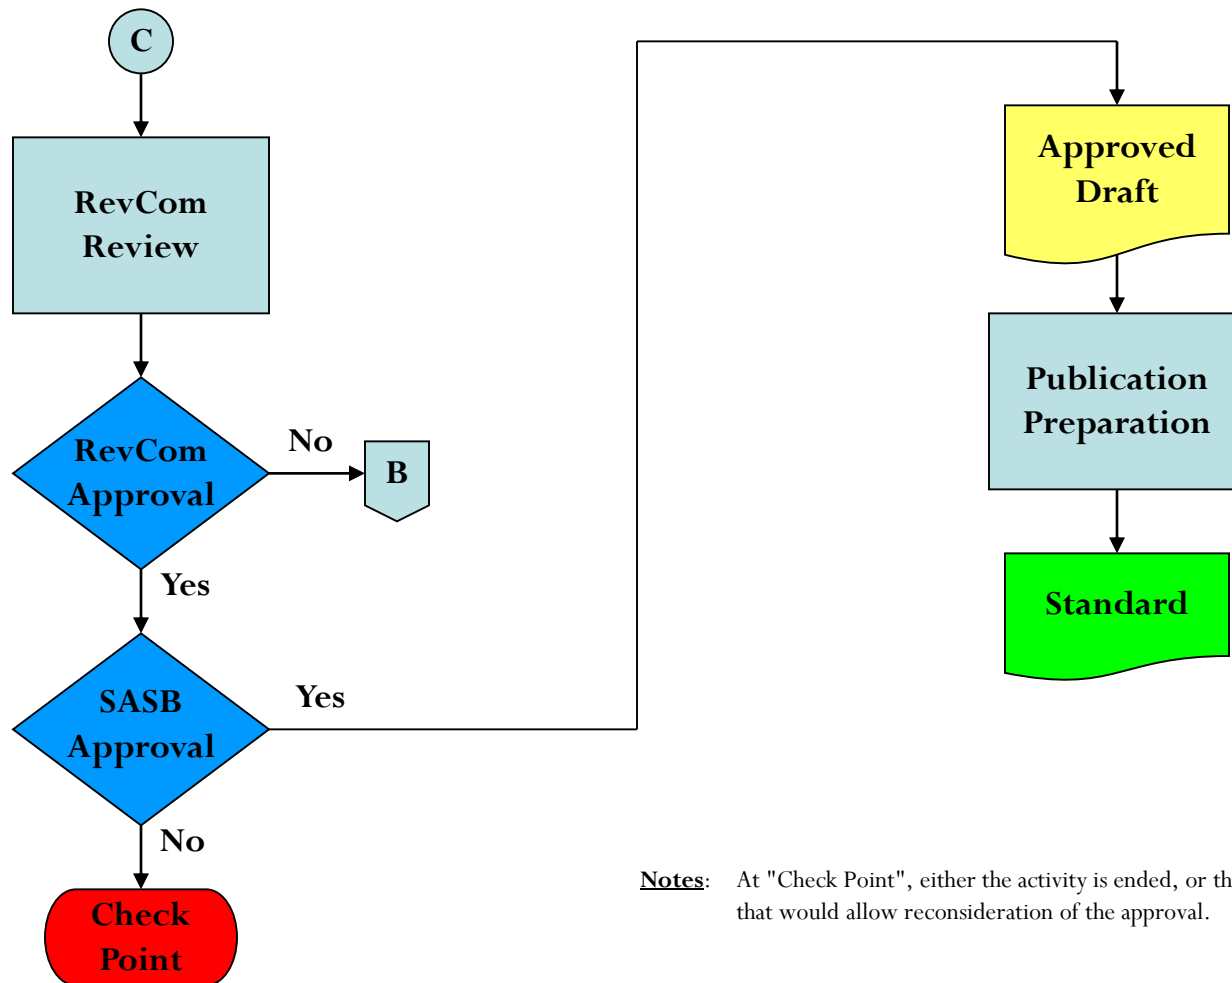 C
RevCom
Review
RevCom
Approval
No
B
Yes
SASB
Approval
Yes
No
Check
Point
Approved
Draft
Publication
Preparation
Standard
Notes: At "Check Point", either the activity is ended, or
that would allow reconsideration of the approval.